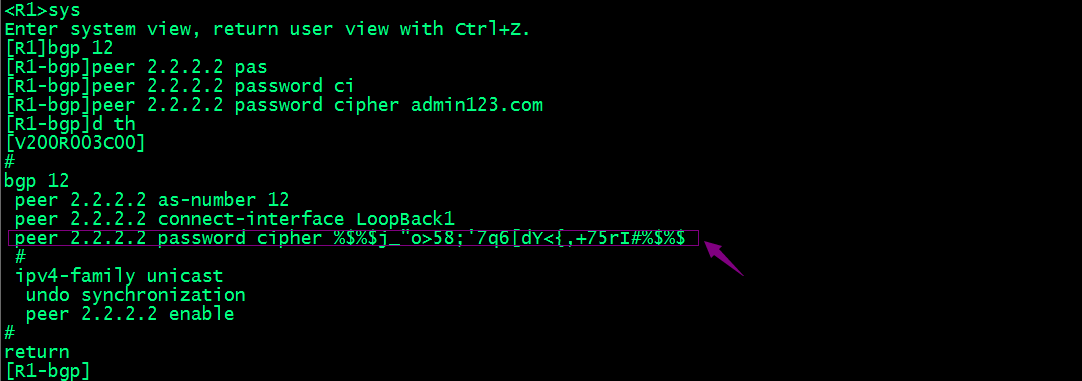 <R1>sys
Enter system view, return user view with Ctrl+Z.
[R1]bgp 12
[R1-bgp]peer 2.2.2.2 pas
[R1-bgp]peer 2.2.2.2 password ci
[R1-bgp]peer 2.2.2.2 password cipher admin123.com
[R1-bgp]d th
[V200R003C00]
#
bgp 12
 peer 2.2.2.2 as-number 12
 peer 2.2.2.2 connect-interface LoopBack1
 peer 2.2.2.2 password cipher %$%$j_"o>58;'7q6[dY<{,+75rI#%$%$
 #
 ipv4-family unicast
  undo synchronization
  peer 2.2.2.2 enable
#
return
[R1-bgp]